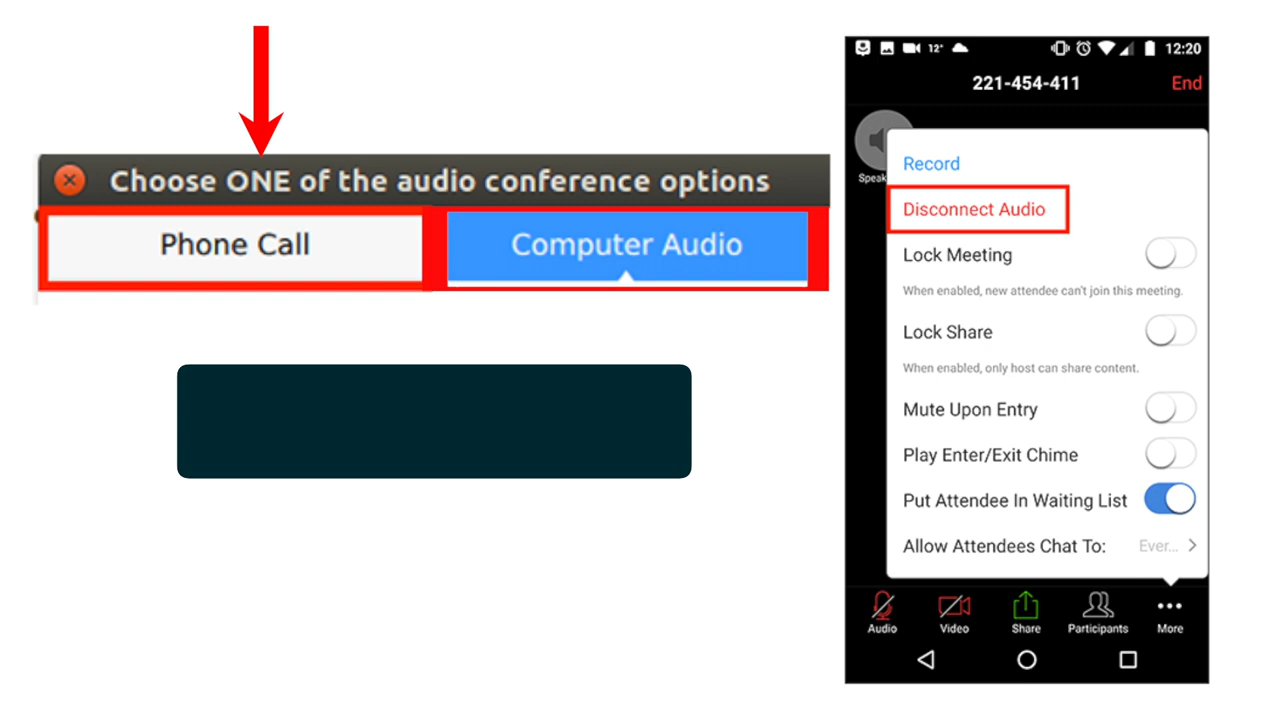 Choose ONE of the audio conference options
Phone Call
Computer Audio
12° 12:20
221-454-411 End
Speak
Record
Disconnect Audio
Lock Meeting
When enabled, new attendee can't join this meeting.
Lock Share
When enabled, only host can share content.
Mute Upon Entry
Play Enter/Exit Chime
Put Attendee In Waiting List
Allow Attendees Chat To: Ever...
Audio Video Share Participants More